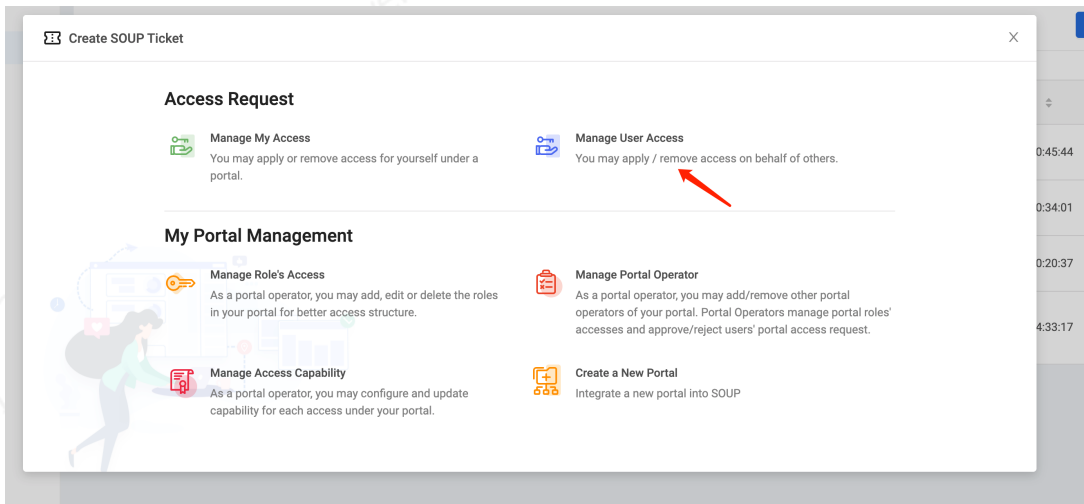 Create SOUP Ticket
Access Request
Manage My Access
You may apply or remove access for yourself under a
portal.
Manage User Access
You may apply / remove access on behalf of others.
My Portal Management
Manage Role's Access
As a portal operator, you may add, edit or delete the roles
in your portal for better access structure.
Manage Portal Operator
As a portal operator, you may add/remove other portal
operators of your portal. Portal Operators manage portal roles'
accesses and approve/reject users' portal access request.
Manage Access Capability
As a portal operator, you may configure and update
capability for each access under your portal.
Create a New Portal
Integrate a new portal into SOUP
0:45:44
0:34:01
0:20:37
4:33:17